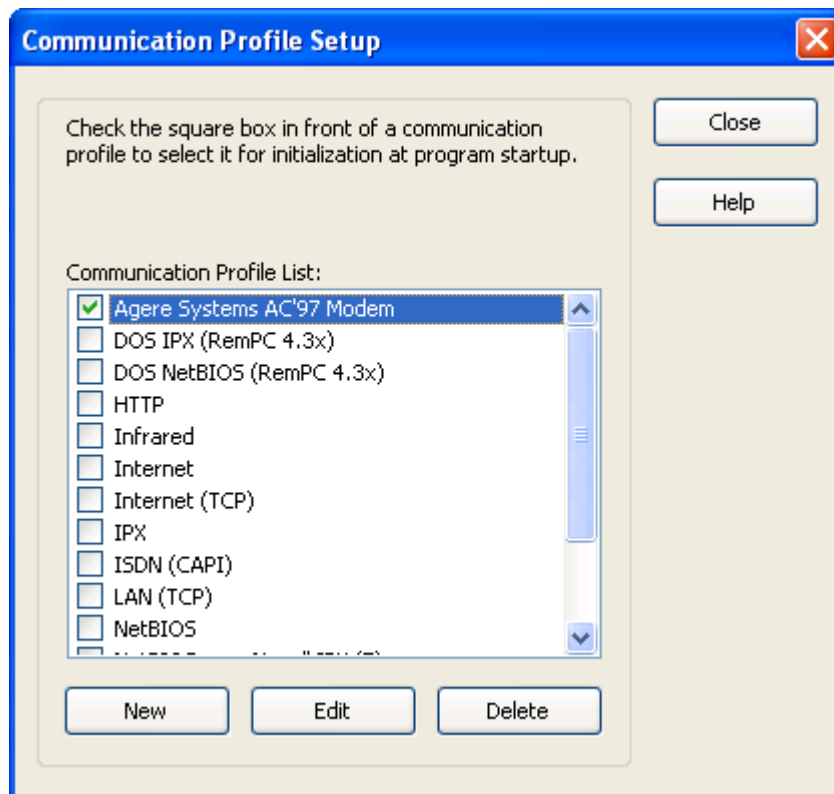 Communication Profile Setup
Check the square box in front of a communication
profile to select it for initialization at program startup.
Close
Help
Communication Profile List:
Agere Systems AC'97 Modem
DOS IPX (RemPC 4.3x)
DOS NetBIOS (RemPC 4.3x)
HTTP
Infrared
Internet
Internet (TCP)
IPX
ISDN (CAPI)
LAN (TCP)
NetBIOS
New
Edit
Delete